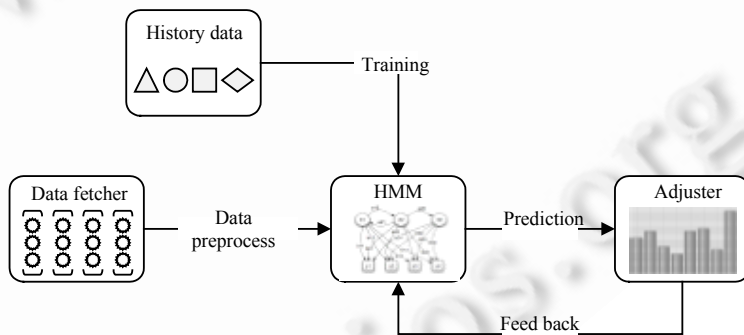 History data
Training
Data fetcher
Data
preprocess
HMM
Prediction
Adjuster
Feed back